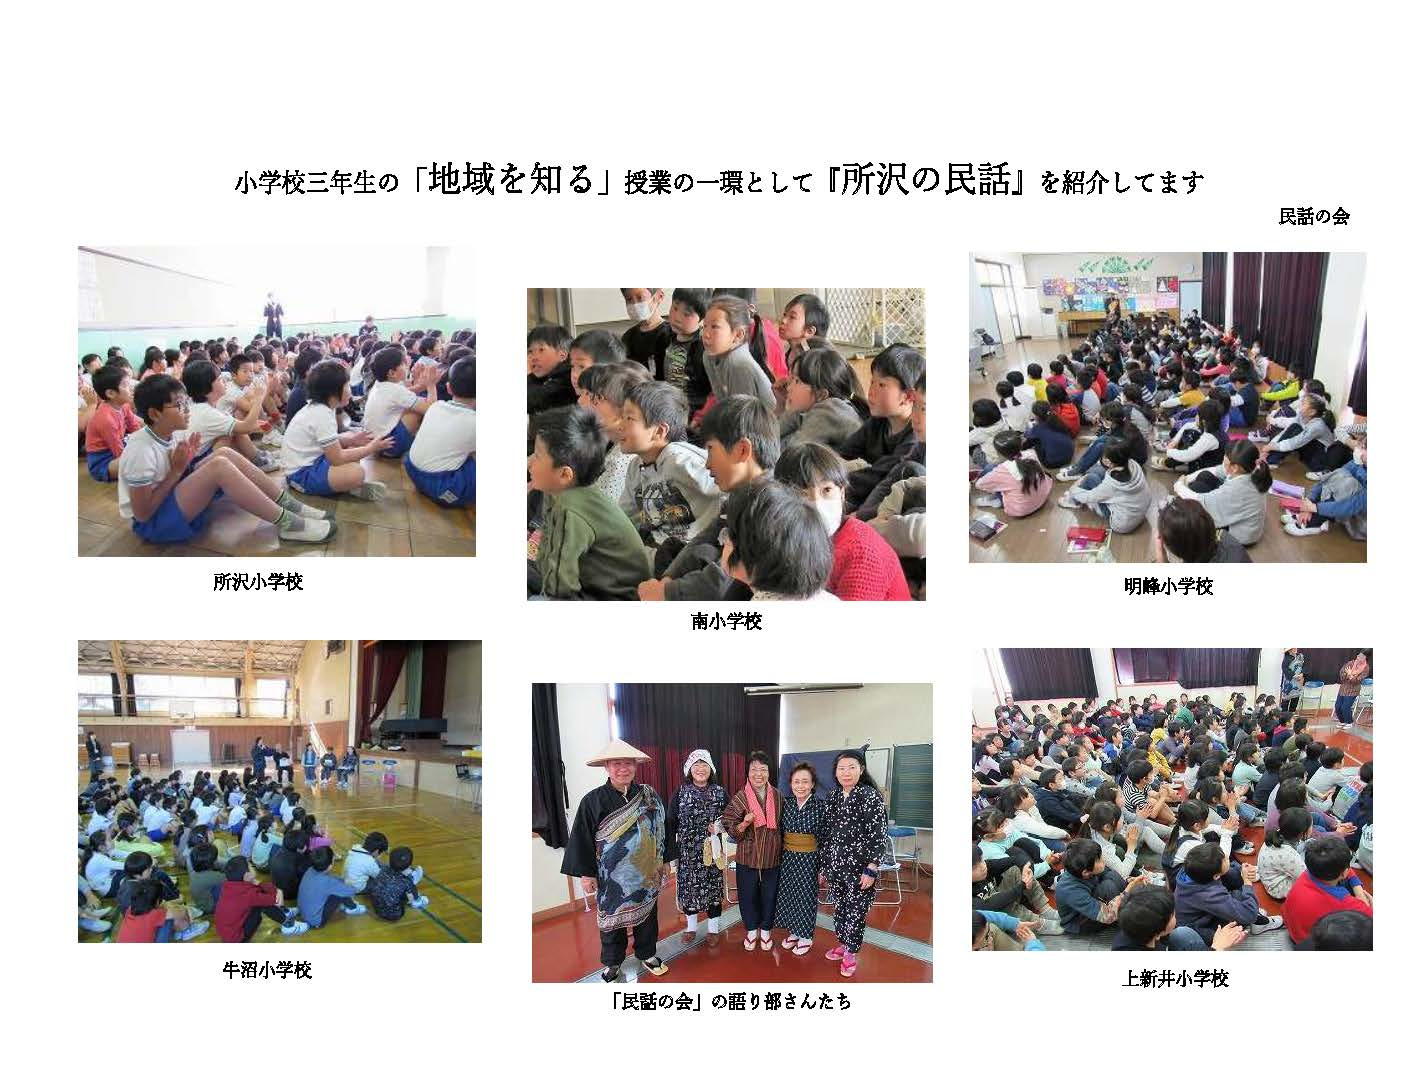 小学校三年生の「地域を知る」授業の一環として『所沢の民話』を紹介してます
民話の会
所沢小学校
南小学校
明峰小学校
牛沼小学校
「民話の会」の語り部さんたち
上新井小学校